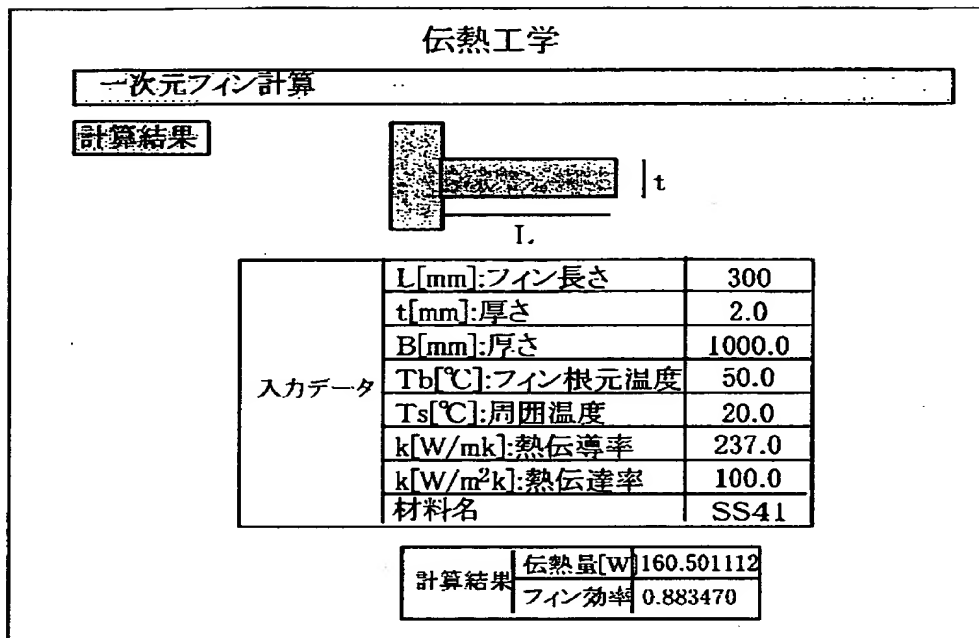 伝熱工学
一次元フィン計算
計算結果
t
L
入力データ
L[mm]:フィン長さ 300
t[mm]:厚さ 2.0
B[mm]:厚さ 1000.0
Tb[℃]:フィン根元温度 50.0
Ts[℃]:周囲温度 20.0
k[W/mk]:熱伝導率 237.0
k[W/m²k]:熱伝達率 100.0
材料名 SS41
計算結果
伝熱量[W] 160.501112
フィン効率 0.883470